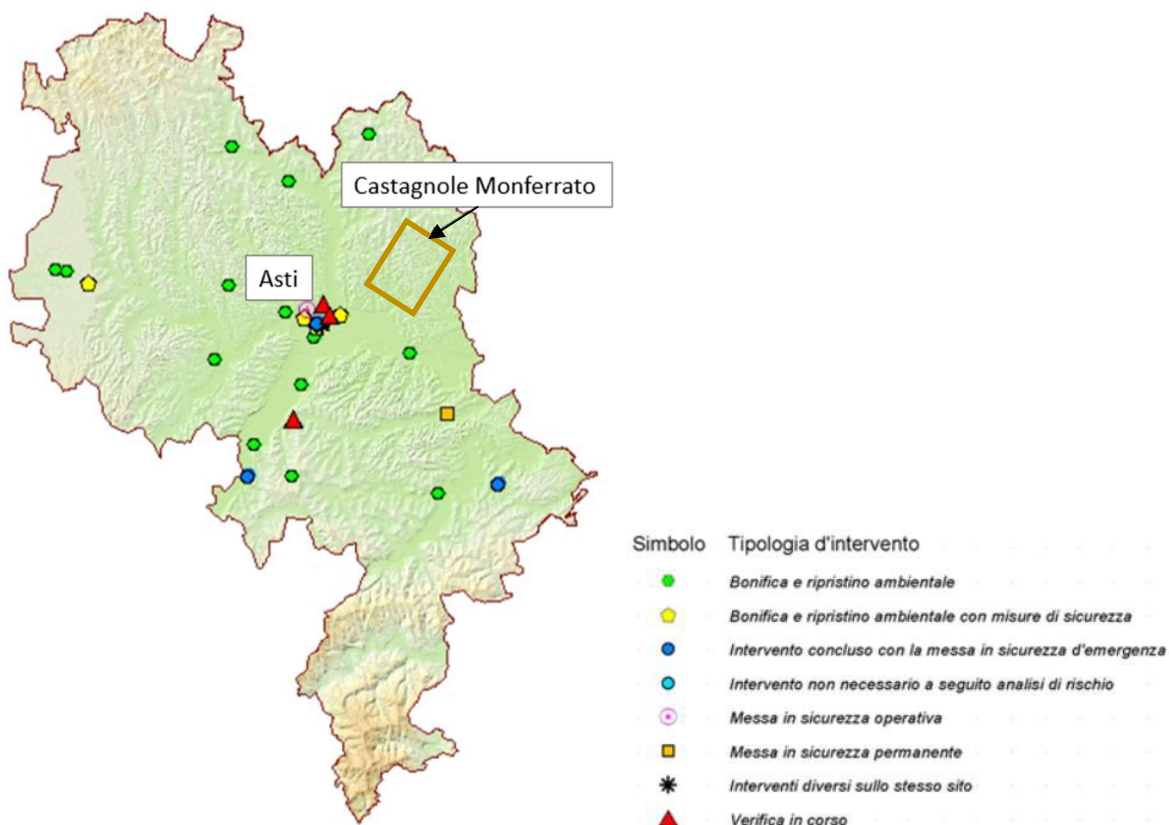 Castagnole Monferrato
Asti
Simbolo Tipologia d'intervento
Bonifica e ripristino ambientale
Bonifica e ripristino ambientale con misure di sicurezza
Intervento concluso con la messa in sicurezza d'emergenza
Intervento non necessario a seguito analisi di rischio
Messa in sicurezza operativa
Messa in sicurezza permanente
Interventi diversi sullo stesso sito
Verifica in corso